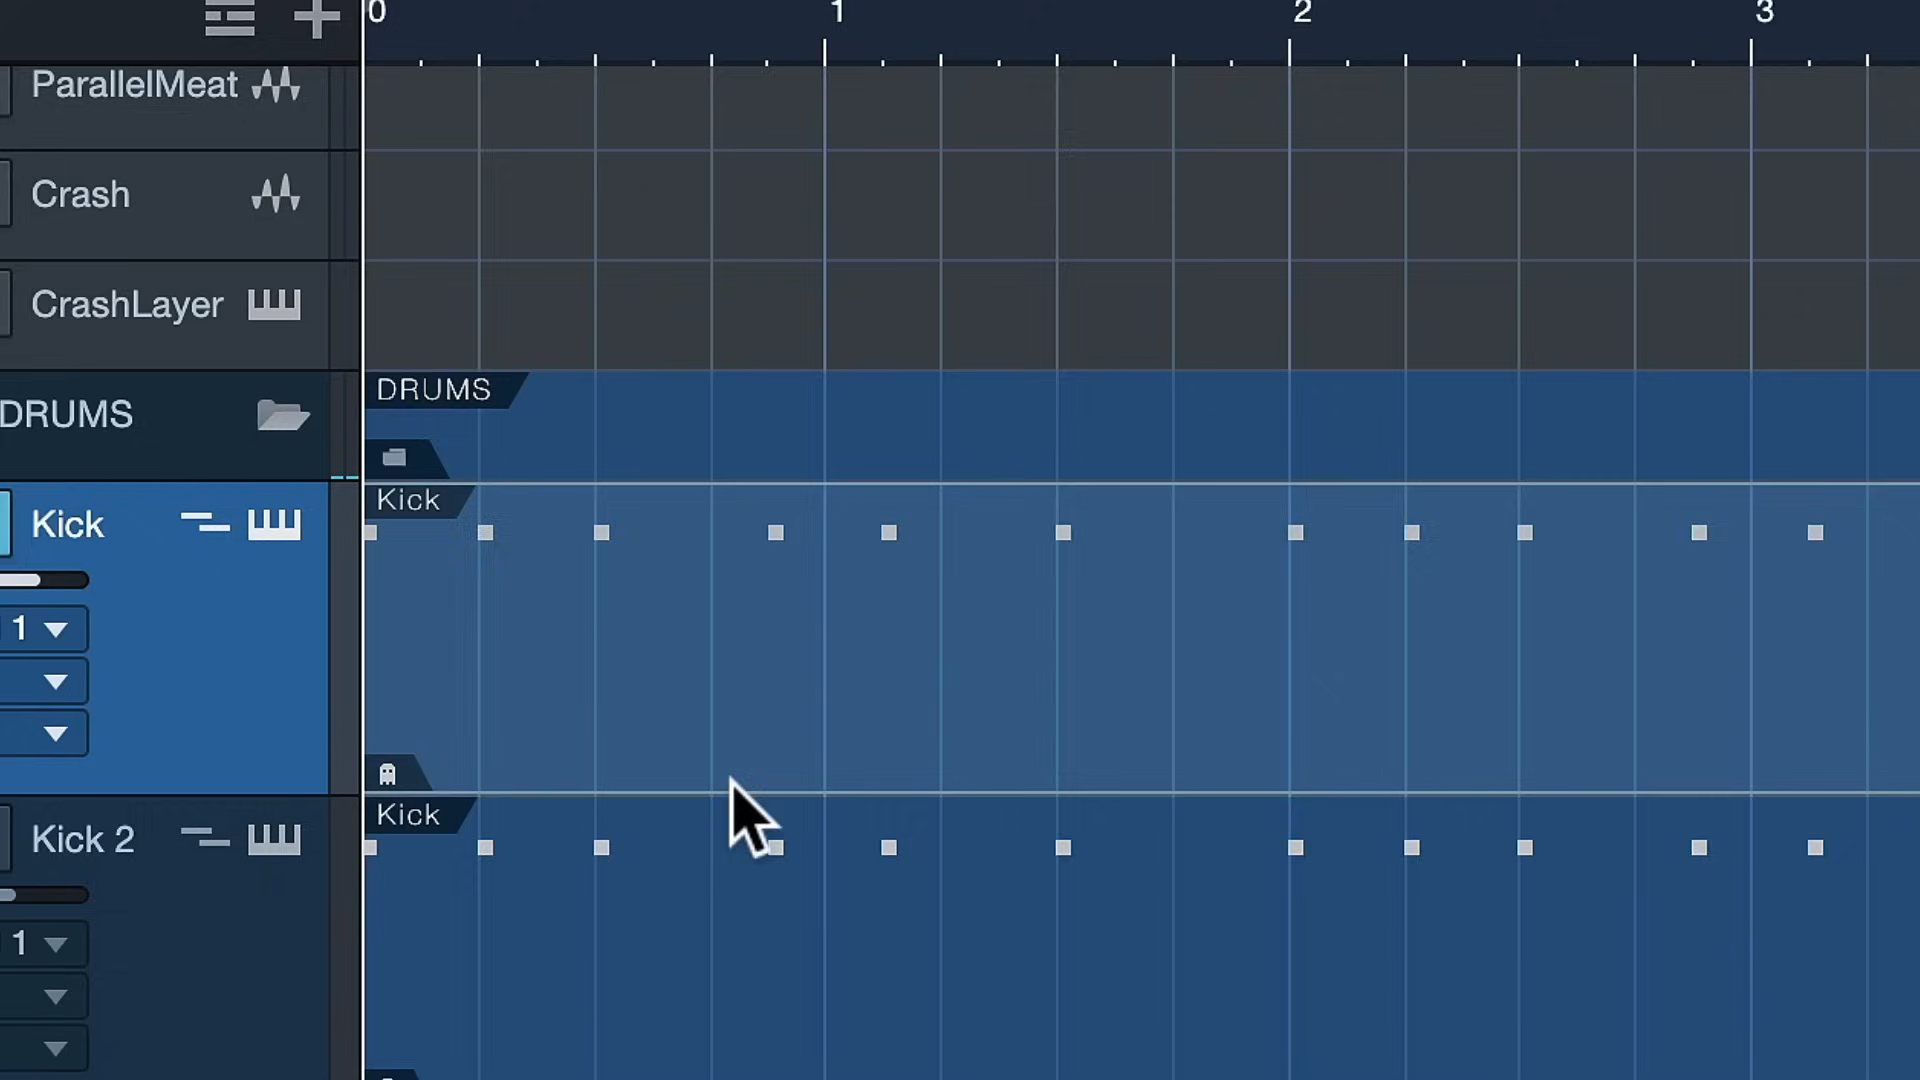 0 1 2 3
ParallelMeat
Crash
CrashLayer
DRUMS
DRUMS
Kick
Kick
1
Kick
Kick 2
1